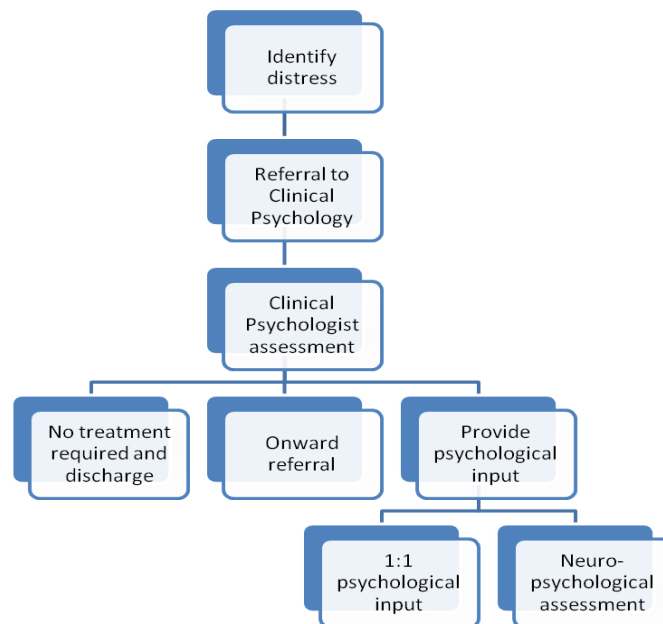 Identify
distress
Referral to
Clinical
Psychology
Clinical
Psychologist
assessment
No treatment
required and
discharge
Onward
referral
Provide
psychological
input
1:1
psychological
input
Neuro-
psychological
assessment